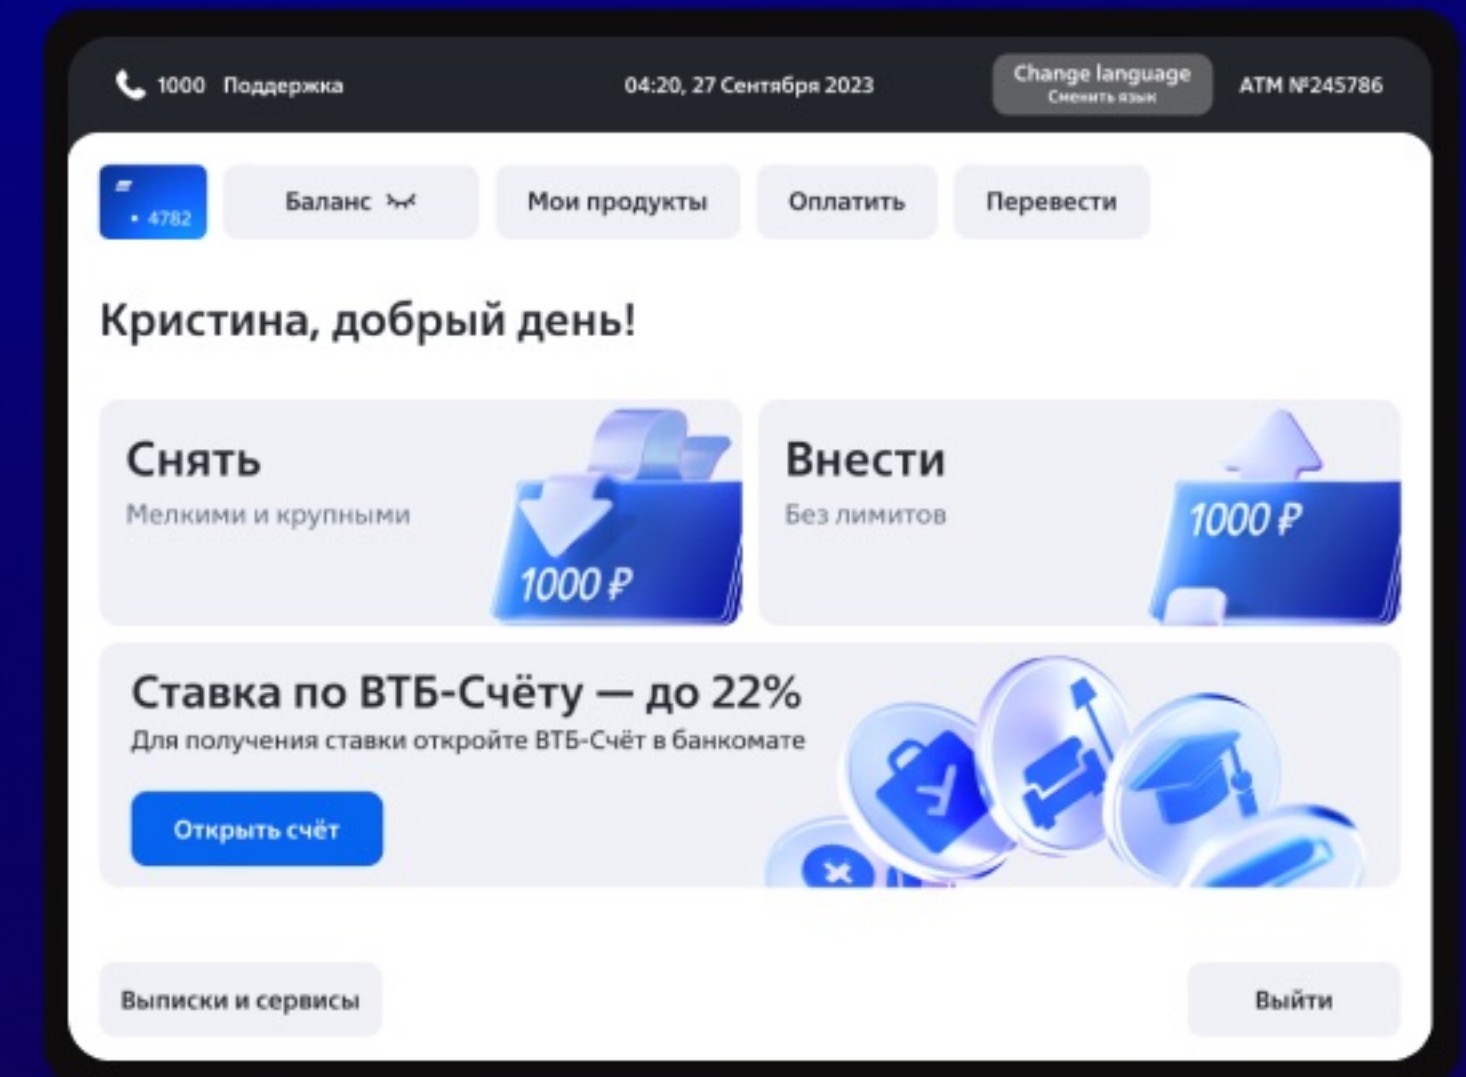 1000 Поддержка
04:20, 27 Сентября 2023
Change language
Сменить язык
ATM №245786
• 4782
Баланс
Мои продукты
Оплатить
Перевести
Кристина, добрый день!
Снять
Мелкими и крупными
1000 ₽
Внести
Без лимитов
1000 ₽
Ставка по ВТБ-Счёту — до 22%
Для получения ставки откройте ВТБ-Счёт в банкомате
Открыть счёт
Выписки и сервисы
Выйти